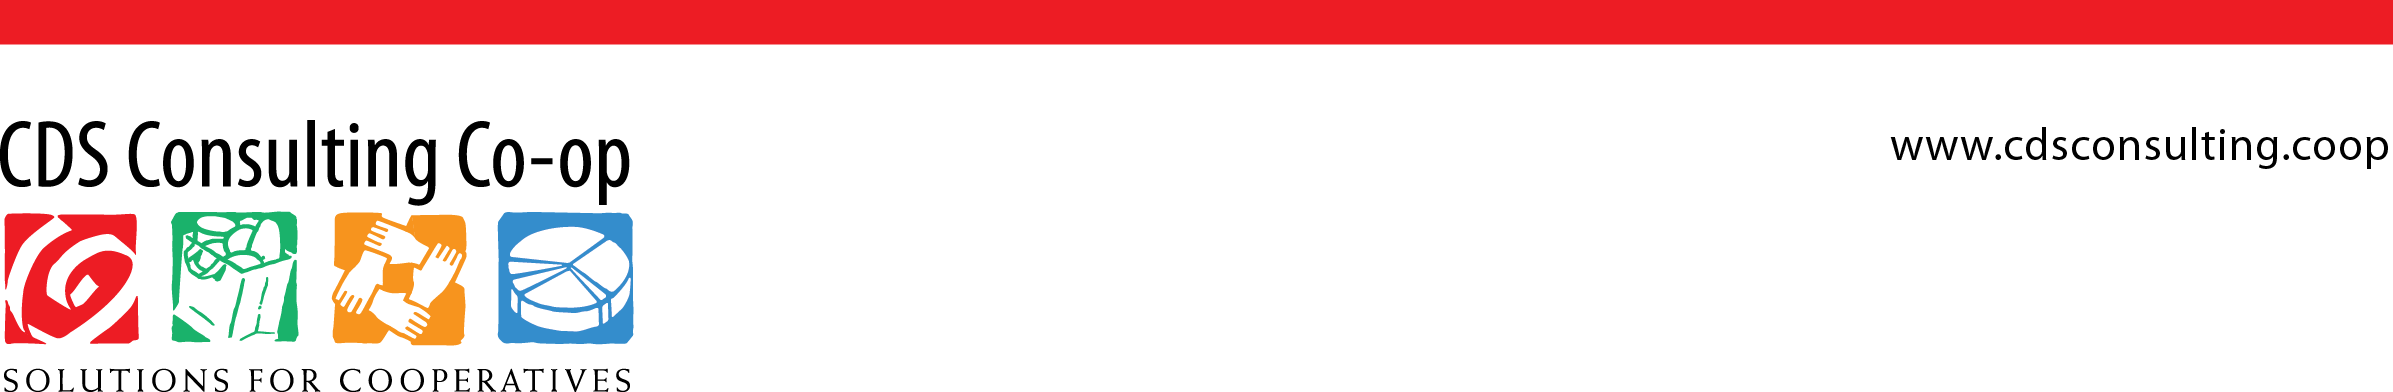 CDS Consulting Co-op
www.cdsconsulting.coop
SOLUTIONS FOR COOPERATIVES